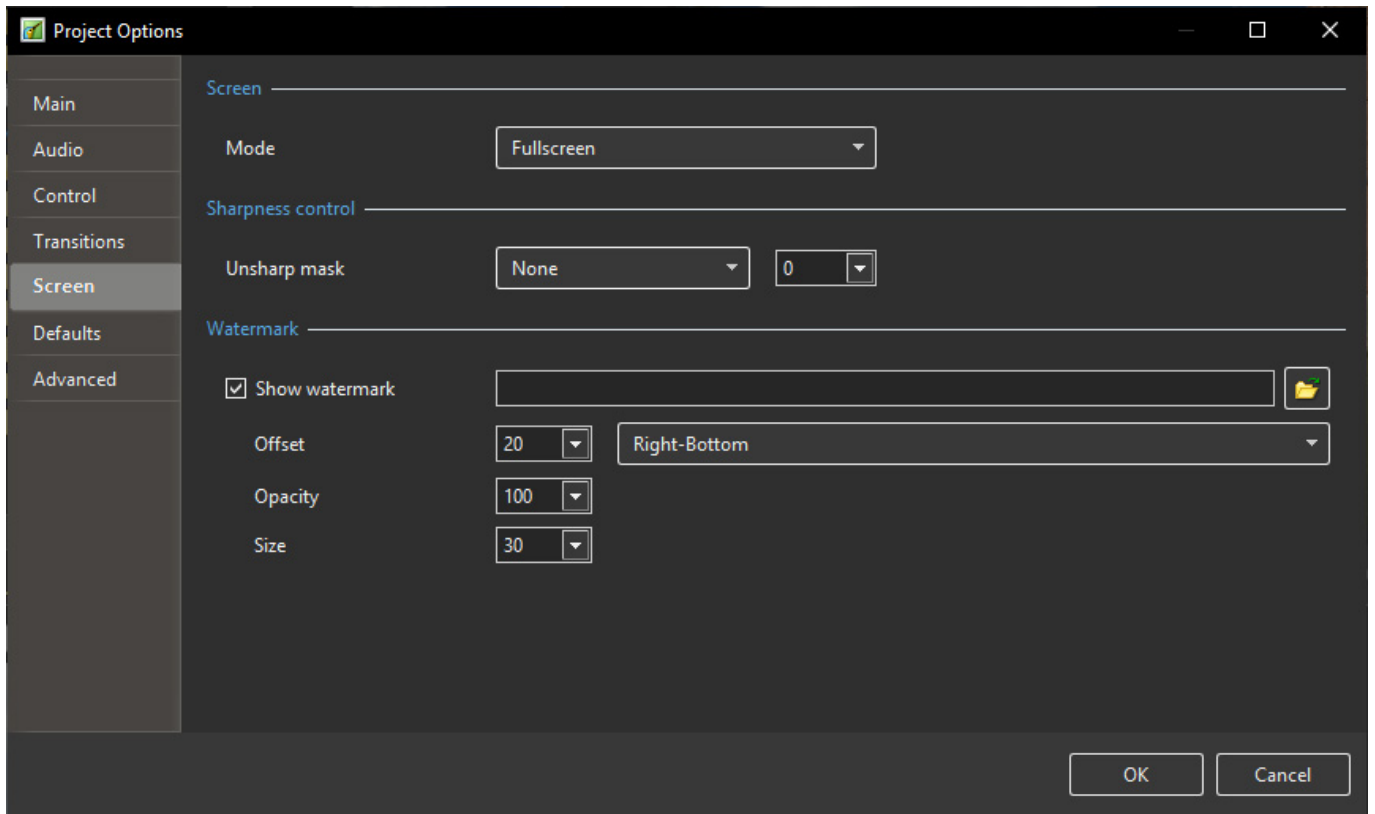 Project Options
Main
Audio
Control
Transitions
Screen
Defaults
Advanced
Screen
Mode Fullscreen
Sharpness control
Unsharp mask None 0
Watermark
Show watermark
Offset 20 Right-Bottom
Opacity 100
Size 30
OK Cancel